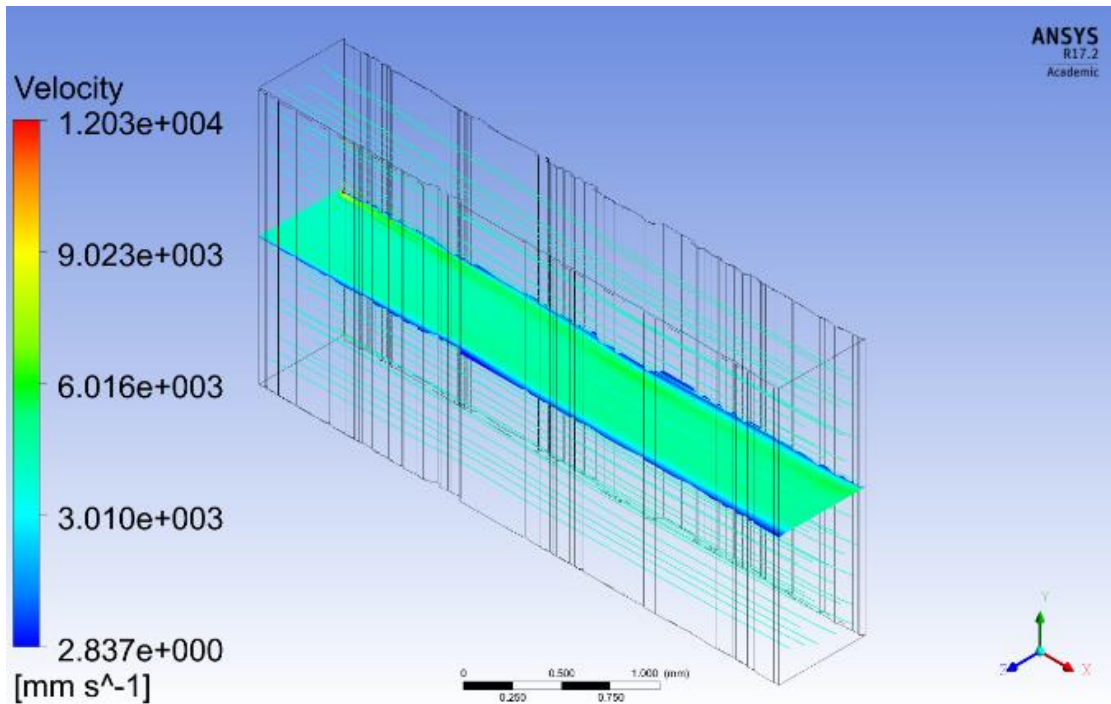 ANSYS
R17.2
Academic
Velocity
1.203e+004
9.023e+003
6.016e+003
3.010e+003
2.837e+000
[mm s^-1]
0 0.500 1.000 (mm)
0.250 0.750
Y
Z X